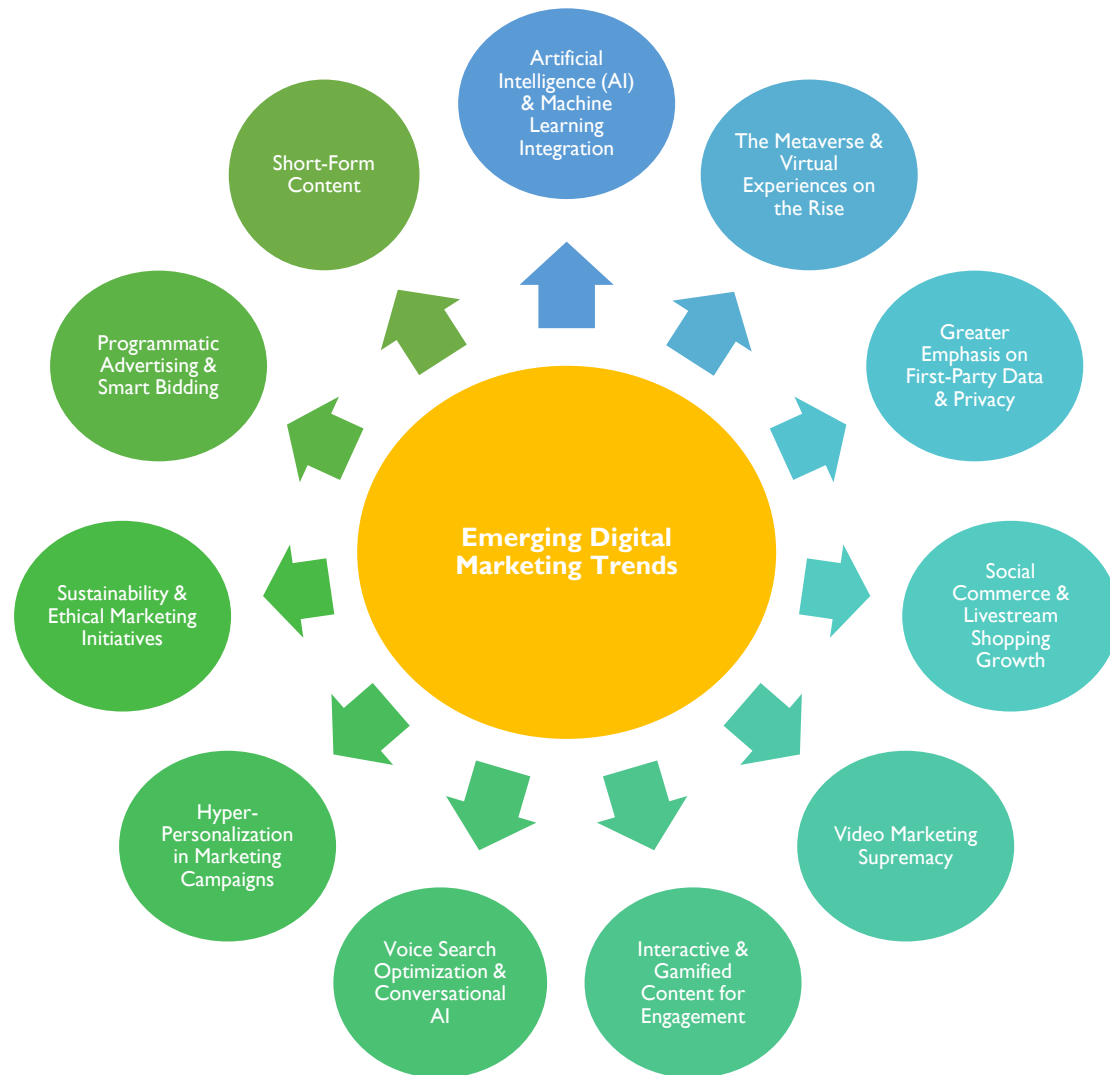 Artificial
Intelligence (AI)
& Machine
Learning
Integration
The Metaverse &
Virtual
Experiences on
the Rise
Greater
Emphasis on
First-Party Data
& Privacy
Social
Commerce &
Livestream
Shopping
Growth
Video Marketing
Supremacy
Interactive &
Gamified
Content for
Engagement
Voice Search
Optimization &
Conversational
AI
Hyper-
Personalization
in Marketing
Campaigns
Sustainability &
Ethical Marketing
Initiatives
Programmatic
Advertising &
Smart Bidding
Short-Form
Content
Emerging Digital
Marketing Trends